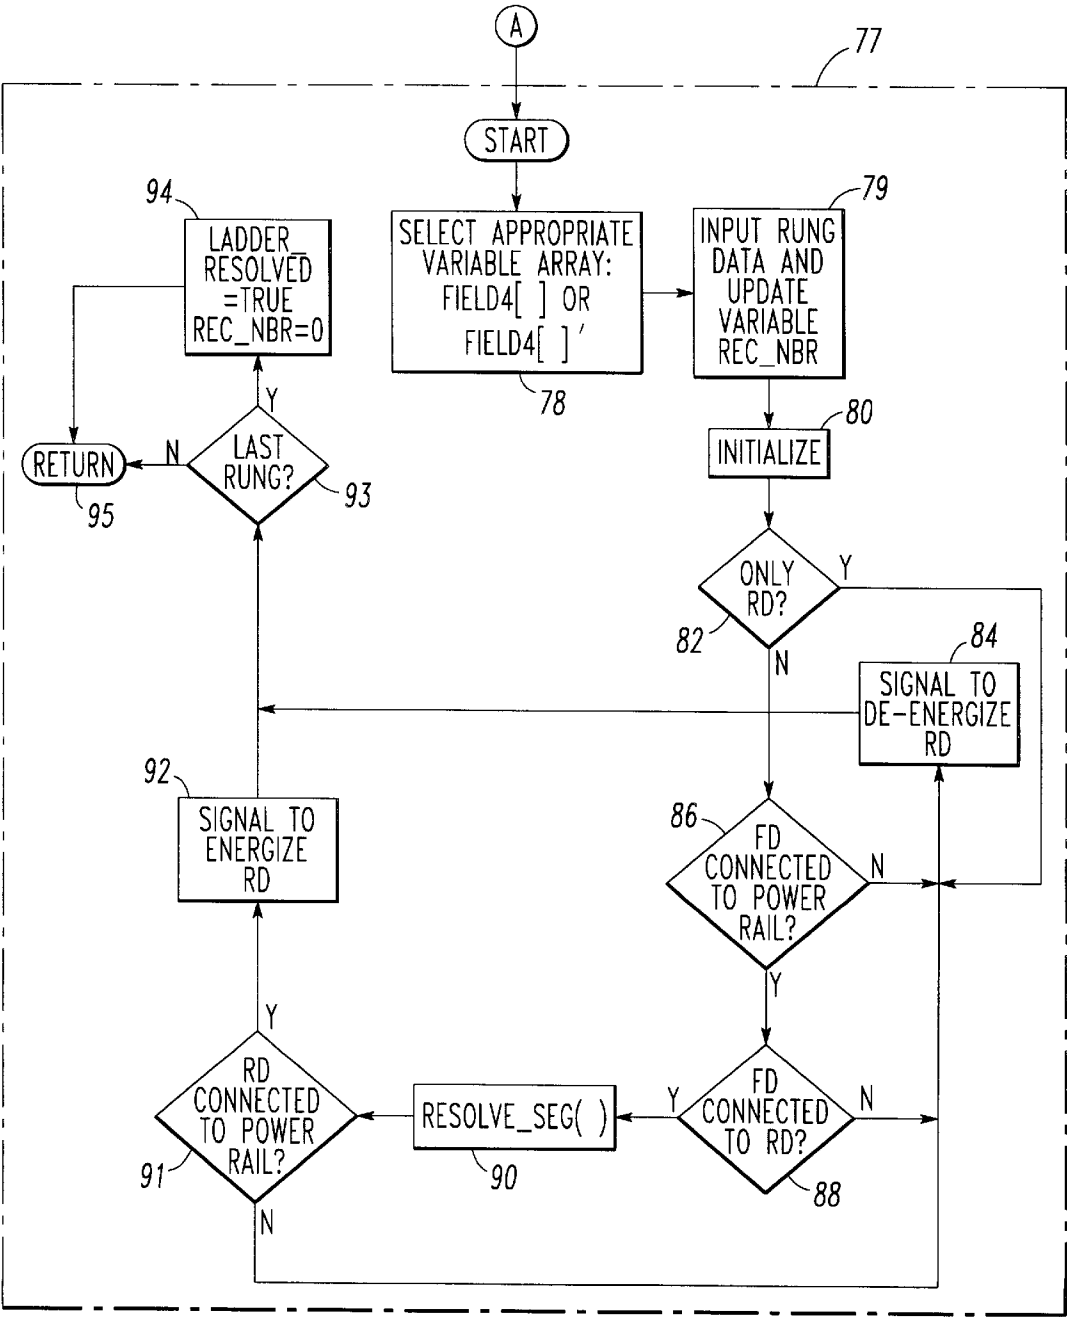 A
77
START
94
79
LADDER_
RESOLVED
=TRUE
REC_NBR=0
SELECT APPROPRIATE
VARIABLE ARRAY:
FIELD4[ ] OR
FIELD4[ ]'
78
INPUT RUNG
DATA AND
UPDATE
VARIABLE
REC_NBR
80
INITIALIZE
Y
LAST
RUNG?
N
93
RETURN
95
ONLY
RD?
Y
82
N
84
SIGNAL TO
DE-ENERGIZE
RD
92
SIGNAL TO
ENERGIZE
RD
86
FD
CONNECTED
TO POWER
RAIL?
N
Y
Y
RD
CONNECTED
TO POWER
RAIL?
91
N
RESOLVE_SEG( )
90
Y
FD
CONNECTED
TO RD?
N
88